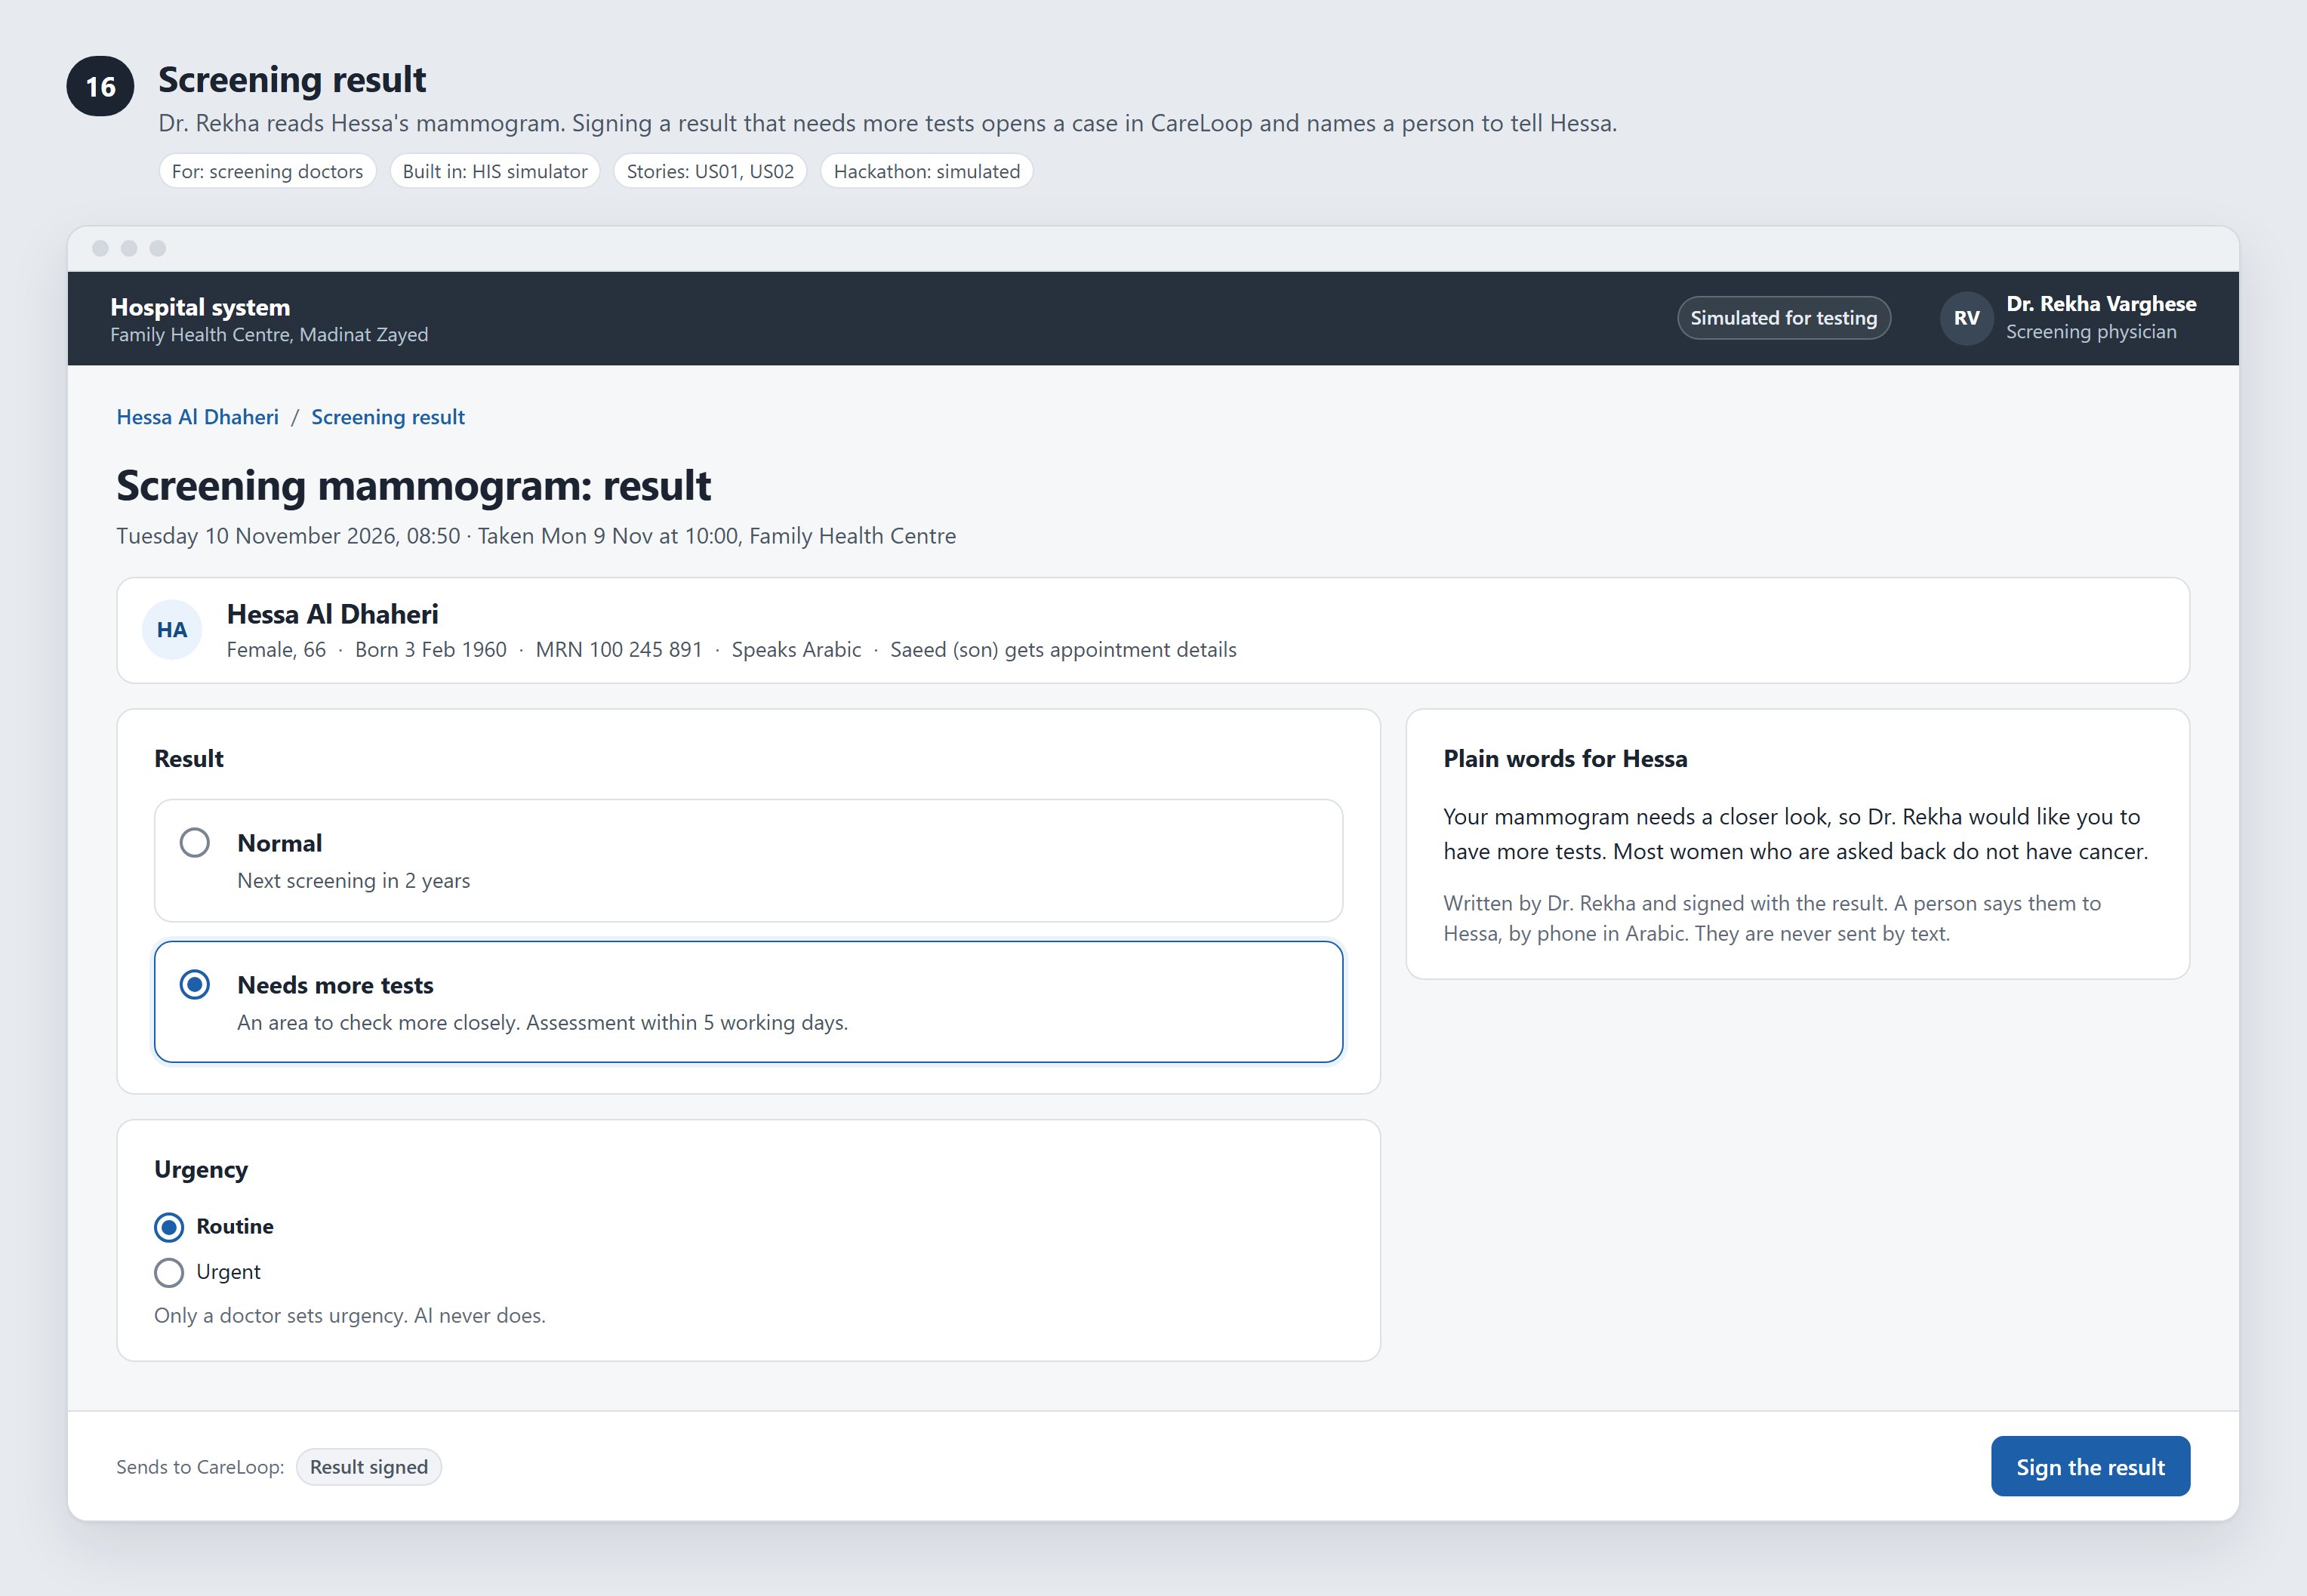 16
Screening result
Dr. Rekha reads Hessa's mammogram. Signing a result that needs more tests opens a case in CareLoop and names a person to tell Hessa.
For: screening doctors
Built in: HIS simulator
Stories: US01, US02
Hackathon: simulated
Hospital system
Family Health Centre, Madinat Zayed
Simulated for testing
RV
Dr. Rekha Varghese
Screening physician
Hessa Al Dhaheri / Screening result
Screening mammogram: result
Tuesday 10 November 2026, 08:50 · Taken Mon 9 Nov at 10:00, Family Health Centre
HA
Hessa Al Dhaheri
Female, 66 · Born 3 Feb 1960 · MRN 100 245 891 · Speaks Arabic · Saeed (son) gets appointment details
Result
Normal
Next screening in 2 years
Needs more tests
An area to check more closely. Assessment within 5 working days.
Plain words for Hessa
Your mammogram needs a closer look, so Dr. Rekha would like you to
have more tests. Most women who are asked back do not have cancer.
Written by Dr. Rekha and signed with the result. A person says them to
Hessa, by phone in Arabic. They are never sent by text.
Urgency
Routine
Urgent
Only a doctor sets urgency. AI never does.
Sends to CareLoop: Result signed
Sign the result